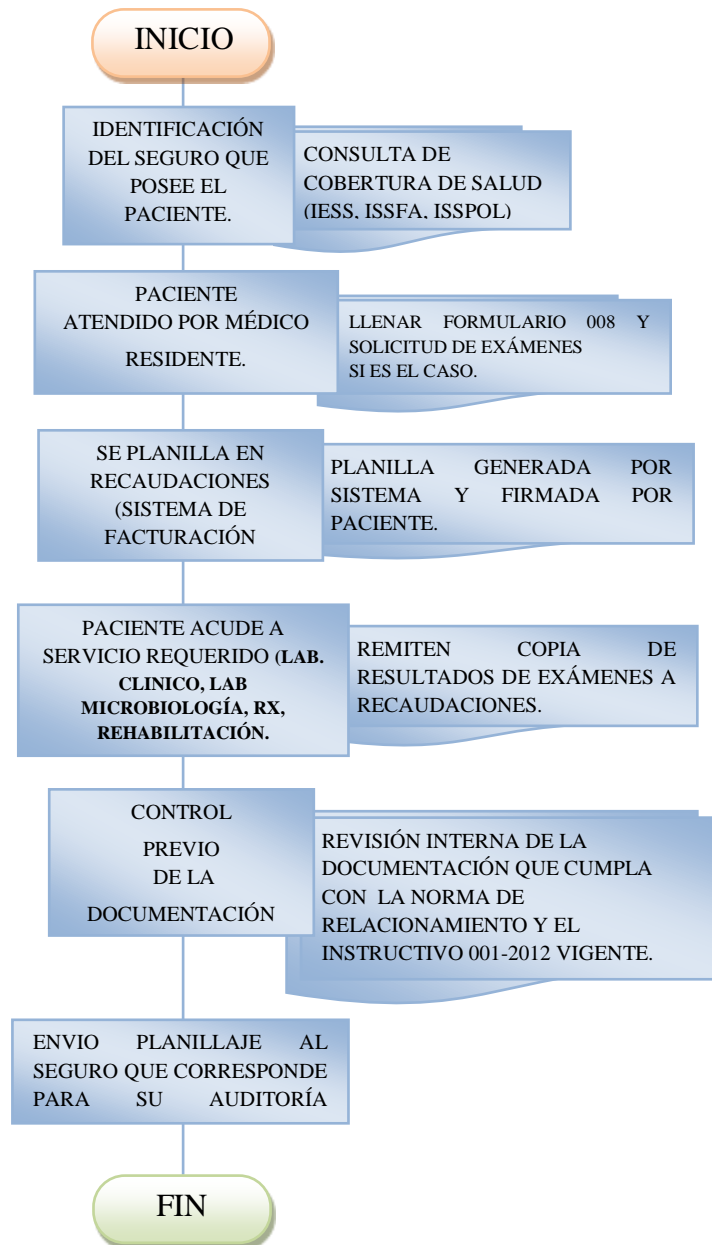 INICIO
IDENTIFICACIÓN
DEL SEGURO QUE
POSEE EL
PACIENTE.
CONSULTA DE
COBERTURA DE SALUD
(IESS, ISSFA, ISSPOL)
PACIENTE
ATENDIDO POR MÉDICO
RESIDENTE.
LLENAR FORMULARIO 008 Y
SOLICITUD DE EXÁMENES
SI ES EL CASO.
SE PLANILLA EN
RECAUDACIONES
(SISTEMA DE
FACTURACIÓN
PLANILLA GENERADA POR
SISTEMA Y FIRMADA POR
PACIENTE.
PACIENTE ACUDE A
SERVICIO REQUERIDO (LAB.
CLINICO, LAB
MICROBIOLOGÍA, RX,
REHABILITACIÓN.
REMITEN COPIA DE
RESULTADOS DE EXÁMENES A
RECAUDACIONES.
CONTROL
PREVIO
DE LA
DOCUMENTACIÓN
REVISIÓN INTERNA DE LA
DOCUMENTACIÓN QUE CUMPLA
CON LA NORMA DE
RELACIONAMIENTO Y EL
INSTRUCTIVO 001-2012 VIGENTE.
ENVIO PLANILLAJE AL
SEGURO QUE CORRESPONDE
PARA SU AUDITORÍA
FIN